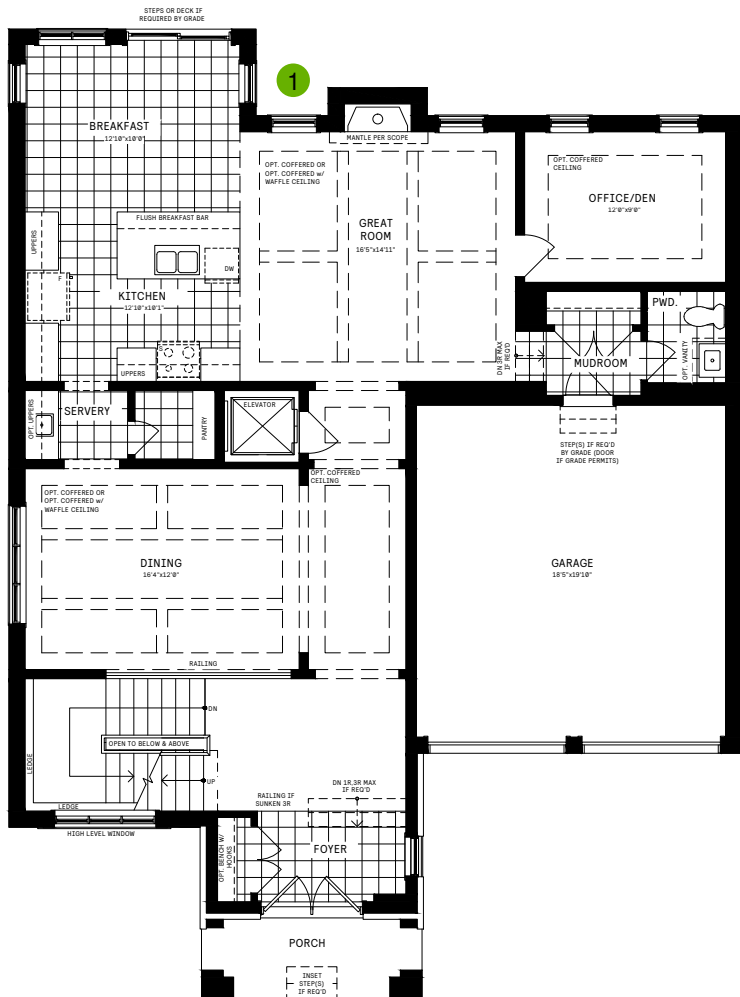 STEPS OR DECK IF
REQUIRED BY GRADE
1
BREAKFAST
12'10"x10'0"
MANTLE PER SCOPE
OPT. COFFERED OR
OPT. COFFERED w/
WAFFLE CEILING
GREAT
ROOM
16'5"x14'11"
OPT. COFFERED
CEILING
OFFICE/DEN
12'0"x9'0"
FLUSH BREAKFAST BAR
UPPERS
DW
F
KITCHEN
12'10"x10'1"
S
UPPERS
PWD.
OPT. VANITY
MUDROOM
DN 3R MAX
IF REQ'D
SERVERY
OPT. UPPERS
PANTRY
ELEVATOR
STEP(S) IF REQ'D
BY GRADE (DOOR
IF GRADE PERMITS)
OPT. COFFERED
CEILING
OPT. COFFERED OR
OPT. COFFERED w/
WAFFLE CEILING
DINING
16'4"x12'0"
GARAGE
18'5"x19'10"
RAILING
DN
OPEN TO BELOW & ABOVE
UP
LEDGE
LEDGE
HIGH LEVEL WINDOW
RAILING IF
SUNKEN 3R
DN 1R,3R MAX
IF REQ'D
OPT. BENCH W/
HOOKS
FOYER
PORCH
INSET
STEP(S)
IF REQ'D